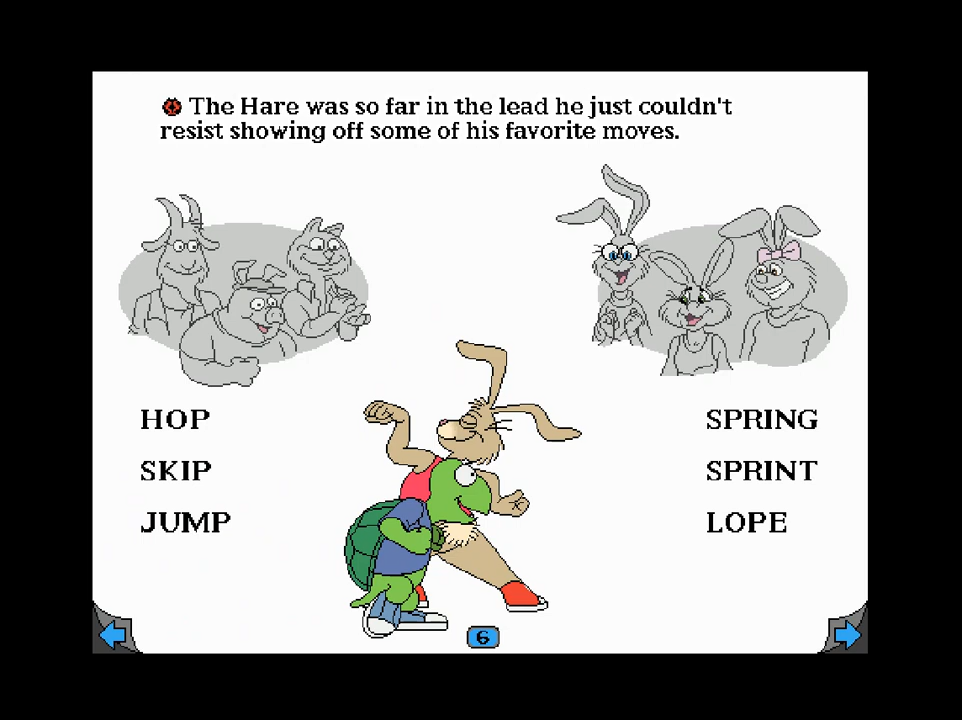 The Hare was so far in the lead he just couldn't
resist showing off some of his favorite moves.
HOP
SKIP
JUMP
SPRING
SPRINT
LOPE
6